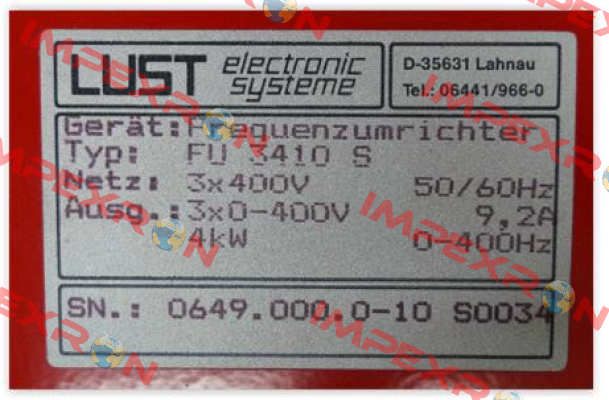 LUST electronic systeme
D-35631 Lahnau
Tel.: 06441/966-0
Gerät: Frequenzumrichter
Typ: FU 3410 S
Netz: 3x400V 50/60Hz
Ausg.: 3x0-400V 9,2A
4kW 0-400Hz
SN.: 0649.000.0-10 S0034
IMPEXRON